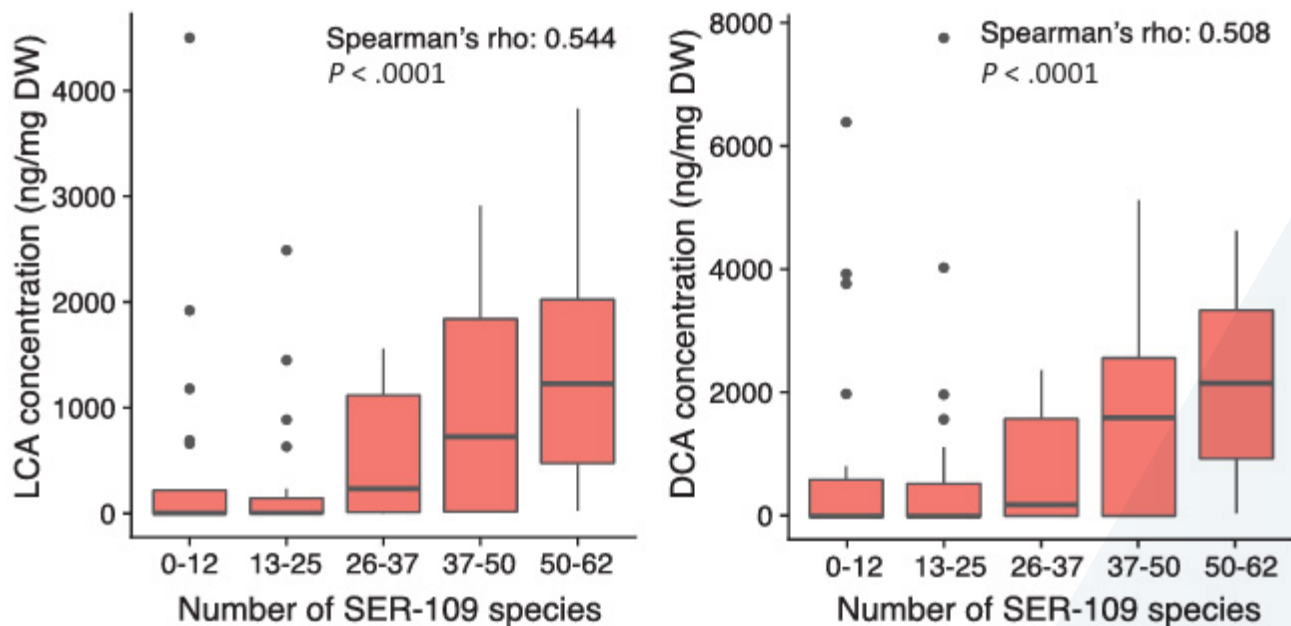 LCA concentration (ng/mg DW)
4000
3000
2000
1000
0
Spearman's rho: 0.544
P < .0001
0-12 13-25 26-37 37-50 50-62
Number of SER-109 species
DCA concentration (ng/mg DW)
8000
6000
4000
2000
0
Spearman's rho: 0.508
P < .0001
0-12 13-25 26-37 37-50 50-62
Number of SER-109 species